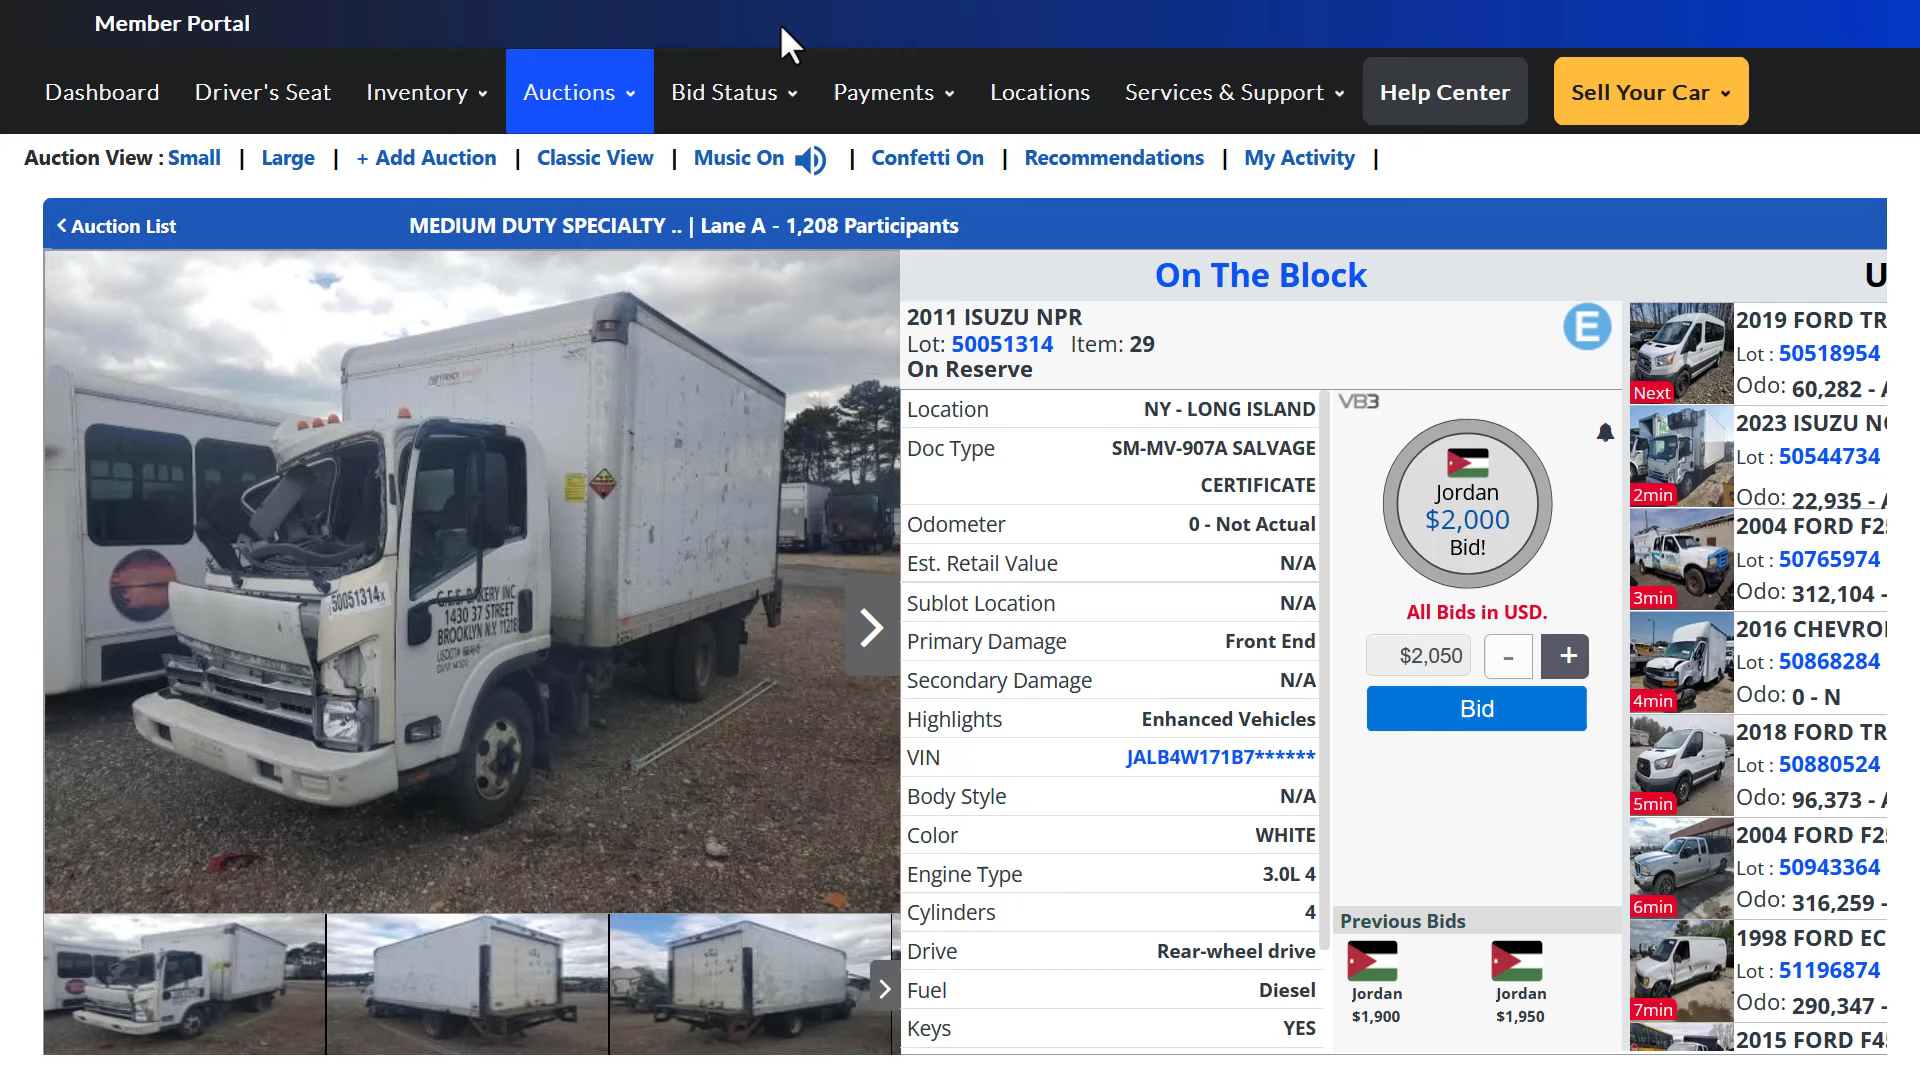 Member Portal
Dashboard Driver's Seat Inventory Auctions Bid Status Payments Locations Services & Support Help Center Sell Your Car
Auction View : Small | Large | + Add Auction | Classic View | Music On | Confetti On | Recommendations | My Activity |
Auction List MEDIUM DUTY SPECIALTY .. | Lane A - 1,208 Participants
On The Block U
2011 ISUZU NPR
Lot: 50051314 Item: 29
On Reserve
E
Location NY - LONG ISLAND
Doc Type SM-MV-907A SALVAGE
CERTIFICATE
Odometer 0 - Not Actual
Est. Retail Value N/A
Sublot Location N/A
Primary Damage Front End
Secondary Damage N/A
Highlights Enhanced Vehicles
VIN JALB4W171B7******
Body Style N/A
Color WHITE
Engine Type 3.0L 4
Cylinders 4
Drive Rear-wheel drive
Fuel Diesel
Keys YES
VB3
Jordan
$2,000
Bid!
All Bids in USD.
$2,050 - +
Bid
Previous Bids
Jordan Jordan
$1,900 $1,950
2019 FORD TR
Lot : 50518954
Odo: 60,282 - A
Next
2023 ISUZU N
Lot : 50544734
Odo: 22,935 - A
2min
2004 FORD F2
Lot : 50765974
Odo: 312,104 -
3min
2016 CHEVRO
Lot : 50868284
Odo: 0 - N
4min
2018 FORD TR
Lot : 50880524
Odo: 96,373 - A
5min
2004 FORD F2
Lot : 50943364
Odo: 316,259 -
6min
1998 FORD EC
Lot : 51196874
Odo: 290,347 -
7min
2015 FORD F4
50051314x
G.E.S. BAKERY INC
1430 37 STREET
BROOKLYN N.Y. 11218